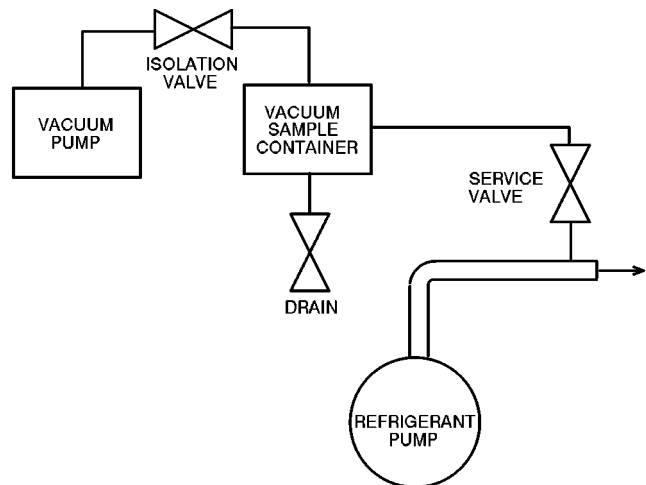 ISOLATION
VALVE
VACUUM
PUMP
VACUUM
SAMPLE
CONTAINER
SERVICE
VALVE
DRAIN
REFRIGERANT
PUMP